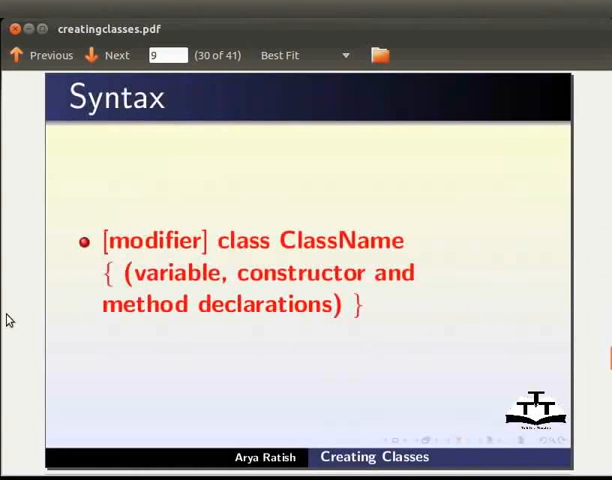 creatingclasses.pdf
Previous Next 9 (30 of 41) Best Fit
Syntax
[modifier] class ClassName
{ (variable, constructor and
method declarations) }
Arya Ratish Creating Classes